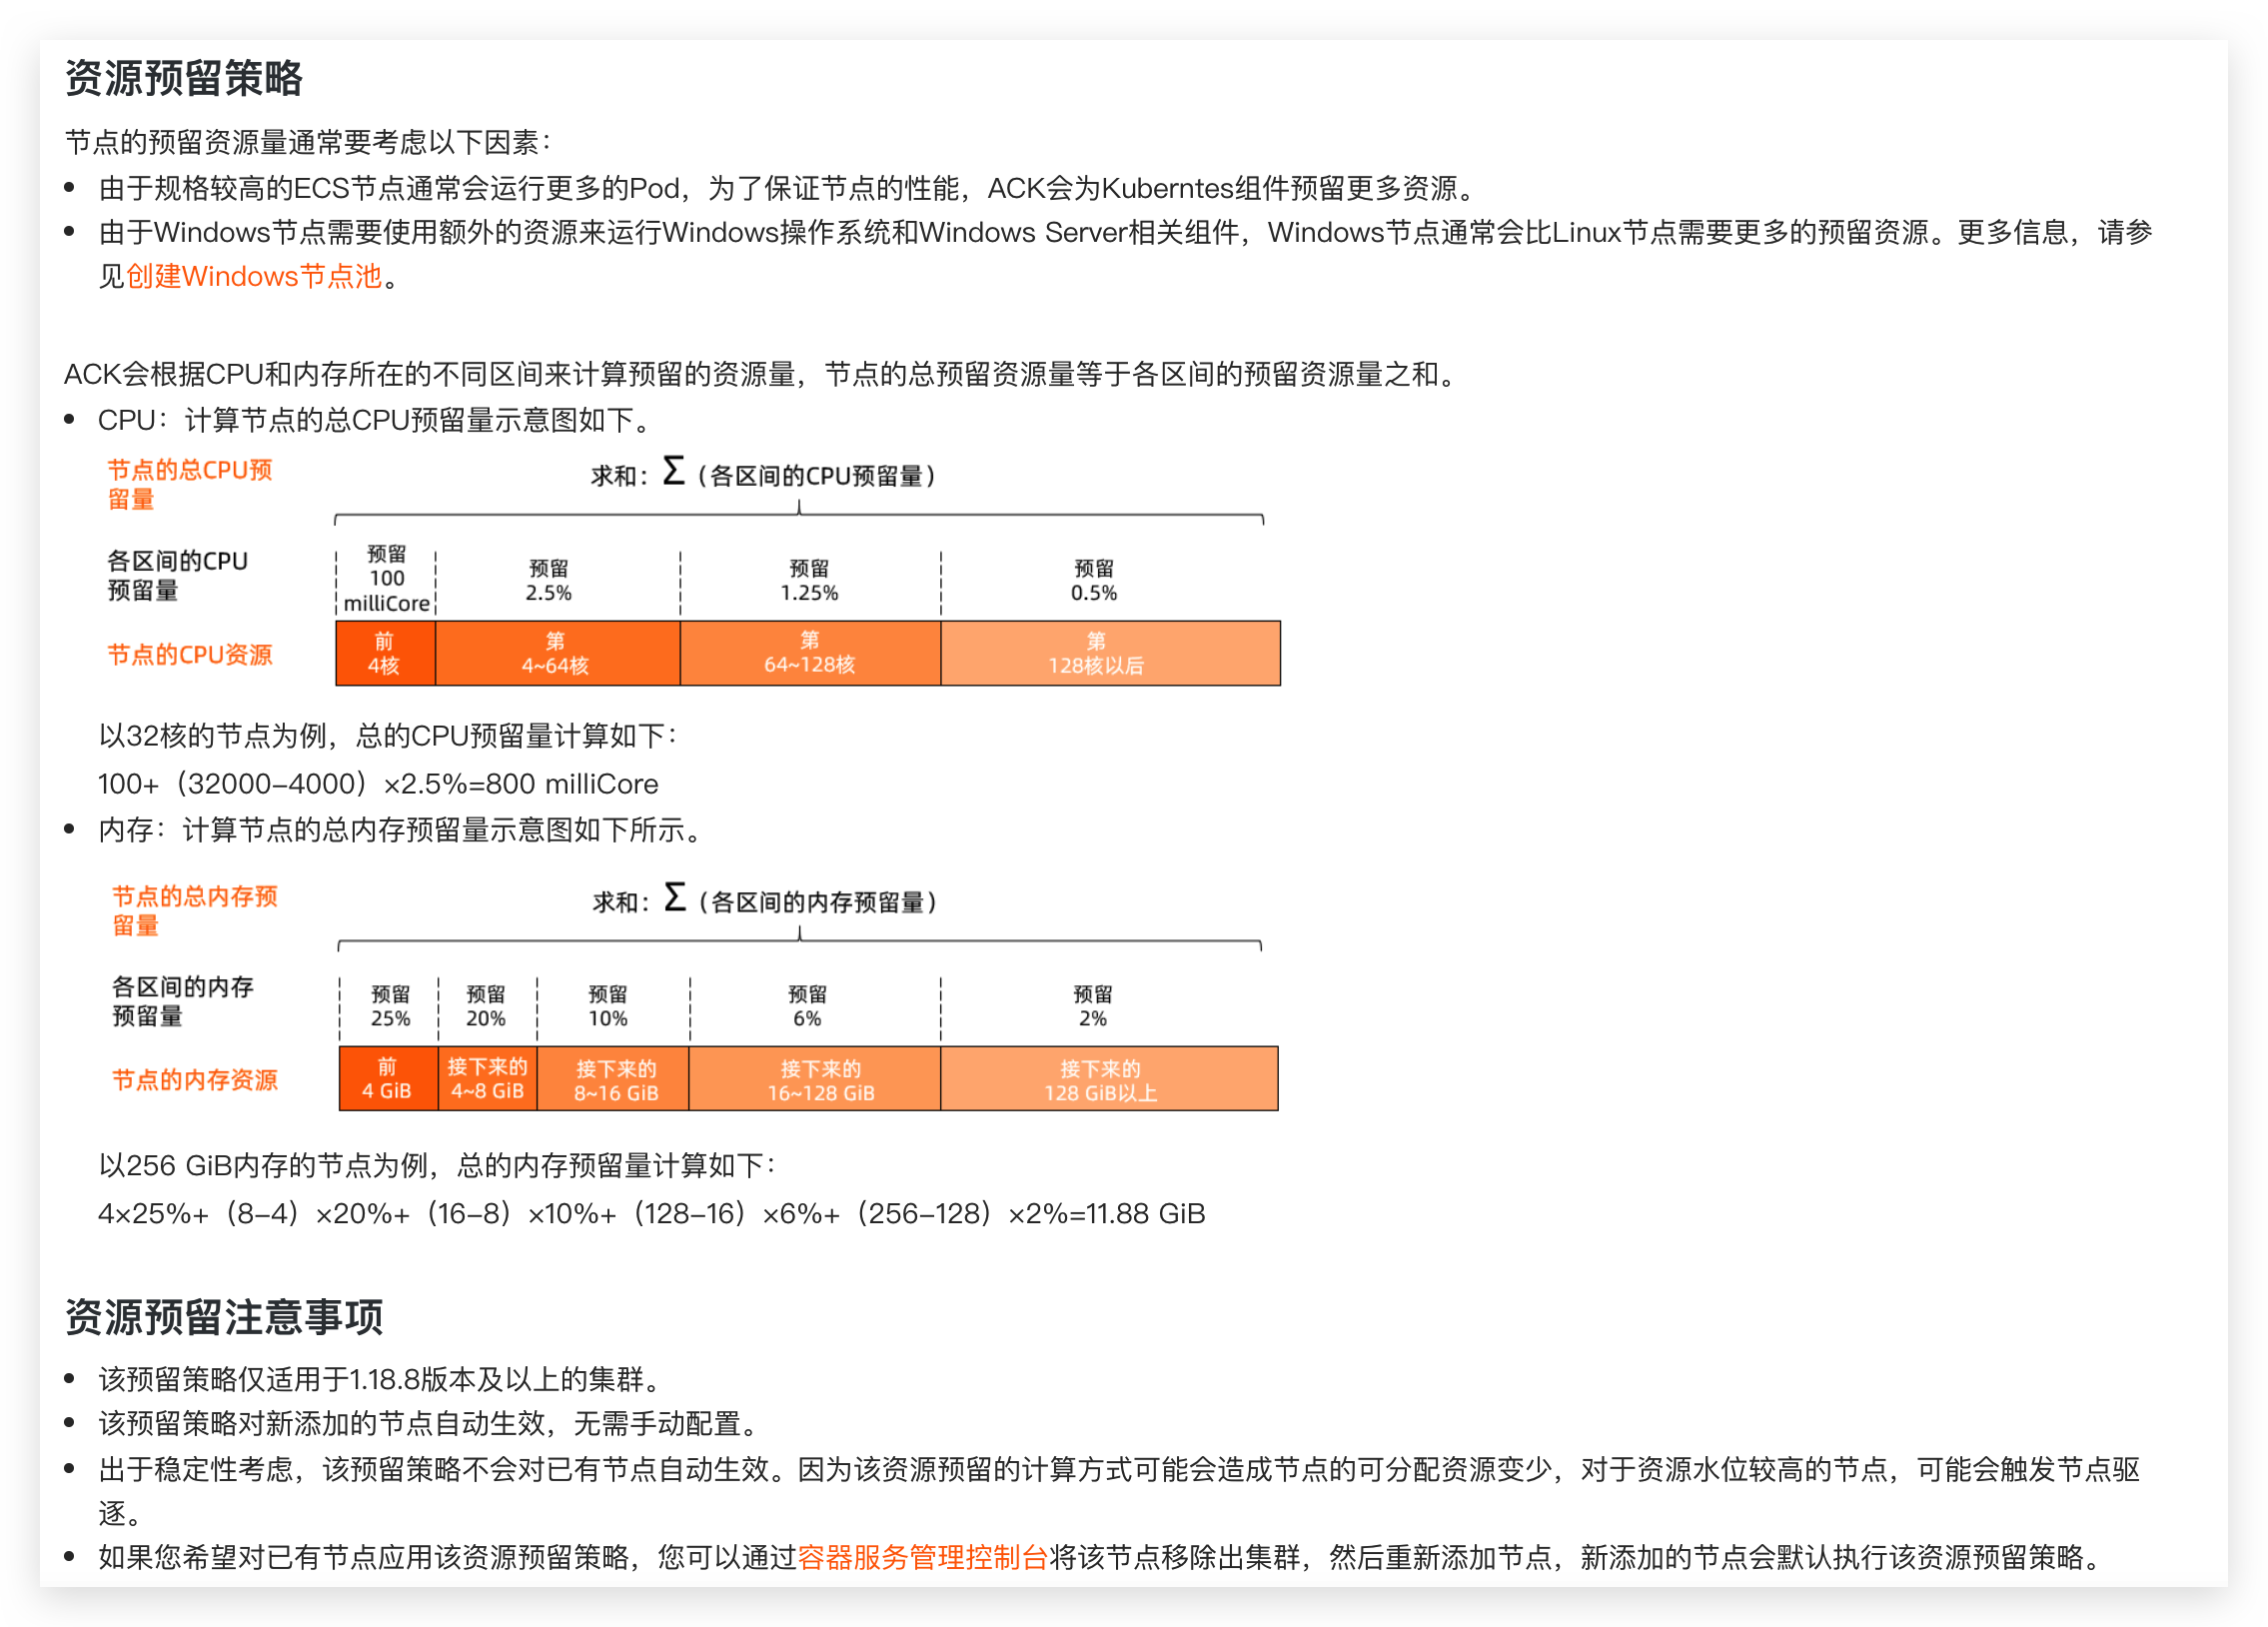 资源预留策略
节点的预留资源量通常要考虑以下因素：
• 由于规格较高的ECS节点通常会运行更多的Pod，为了保证节点的性能，ACK会为Kuberntes组件预留更多资源。
• 由于Windows节点需要使用额外的资源来运行Windows操作系统和Windows Server相关组件，Windows节点通常会比Linux节点需要更多的预留资源。更多信息，请参
见创建Windows节点池。
ACK会根据CPU和内存所在的不同区间来计算预留的资源量，节点的总预留资源量等于各区间的预留资源量之和。
• CPU：计算节点的总CPU预留量示意图如下。
节点的总CPU预
留量
求和：Σ（各区间的CPU预留量）
各区间的CPU
预留量
预留
100
milliCore
预留
2.5%
预留
1.25%
预留
0.5%
节点的CPU资源
前
4核
第
4~64核
第
64~128核
第
128核以后
以32核的节点为例，总的CPU预留量计算如下：
100+（32000-4000）×2.5%=800 milliCore
• 内存：计算节点的总内存预留量示意图如下所示。
节点的总内存预
留量
求和：Σ（各区间的内存预留量）
各区间的内存
预留量
预留
25%
预留
20%
预留
10%
预留
6%
预留
2%
节点的内存资源
前
4 GiB
接下来的
4~8 GiB
接下来的
8~16 GiB
接下来的
16~128 GiB
接下来的
128 GiB以上
以256 GiB内存的节点为例，总的内存预留量计算如下：
4×25%+（8-4）×20%+（16-8）×10%+（128-16）×6%+（256-128）×2%=11.88 GiB
资源预留注意事项
• 该预留策略仅适用于1.18.8版本及以上的集群。
• 该预留策略对新添加的节点自动生效，无需手动配置。
• 出于稳定性考虑，该预留策略不会对已有节点自动生效。因为该资源预留的计算方式可能会造成节点的可分配资源变少，对于资源水位较高的节点，可能会触发节点驱
逐。
• 如果您希望对已有节点应用该资源预留策略，您可以通过容器服务管理控制台将该节点移除出集群，然后重新添加节点，新添加的节点会默认执行该资源预留策略。